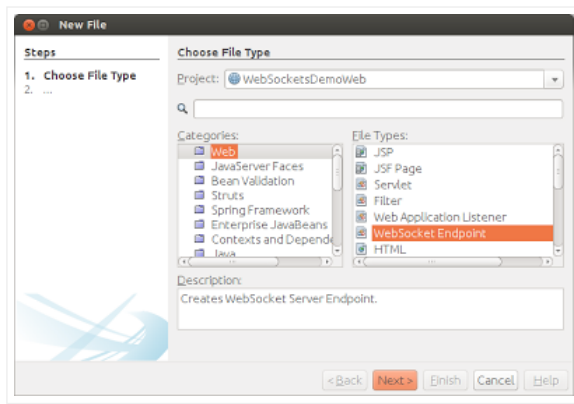 New File
Steps
1. Choose File Type
2. ...
Choose File Type
Project: WebSocketsDemoWeb
Categories:
Web
JavaServer Faces
Bean Validation
Struts
Spring Framework
Enterprise JavaBeans
Contexts and Depende
Java
File Types:
JSP
JSF Page
Servlet
Filter
Web Application Listener
WebSocket Endpoint
HTML
Description:
Creates WebSocket Server Endpoint.
< Back Next > Finish Cancel Help